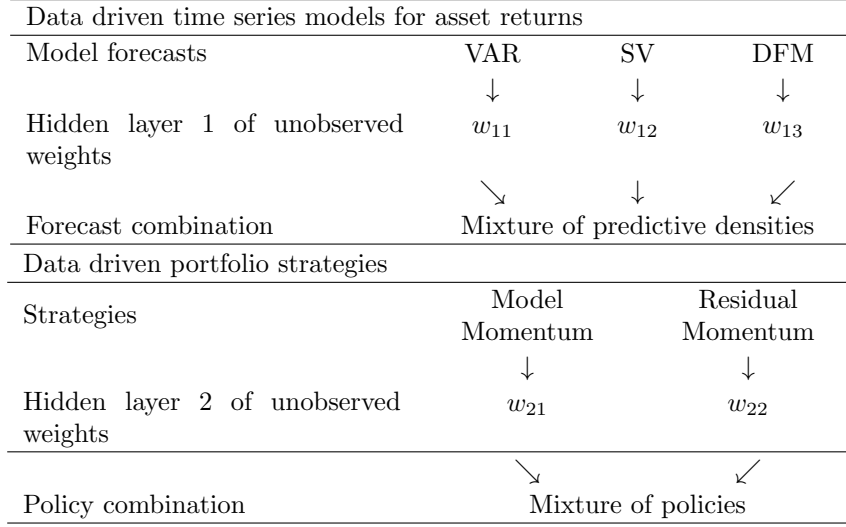 Data driven time series models for asset returns
Model forecasts VAR SV DFM
↓ ↓ ↓
Hidden layer 1 of unobserved w₁₁ w₁₂ w₁₃
weights
↘ ↓ ↙
Forecast combination Mixture of predictive densities
Data driven portfolio strategies
Strategies Model Residual
Momentum Momentum
↓ ↓
Hidden layer 2 of unobserved w₂₁ w₂₂
weights
↘ ↙
Policy combination Mixture of policies